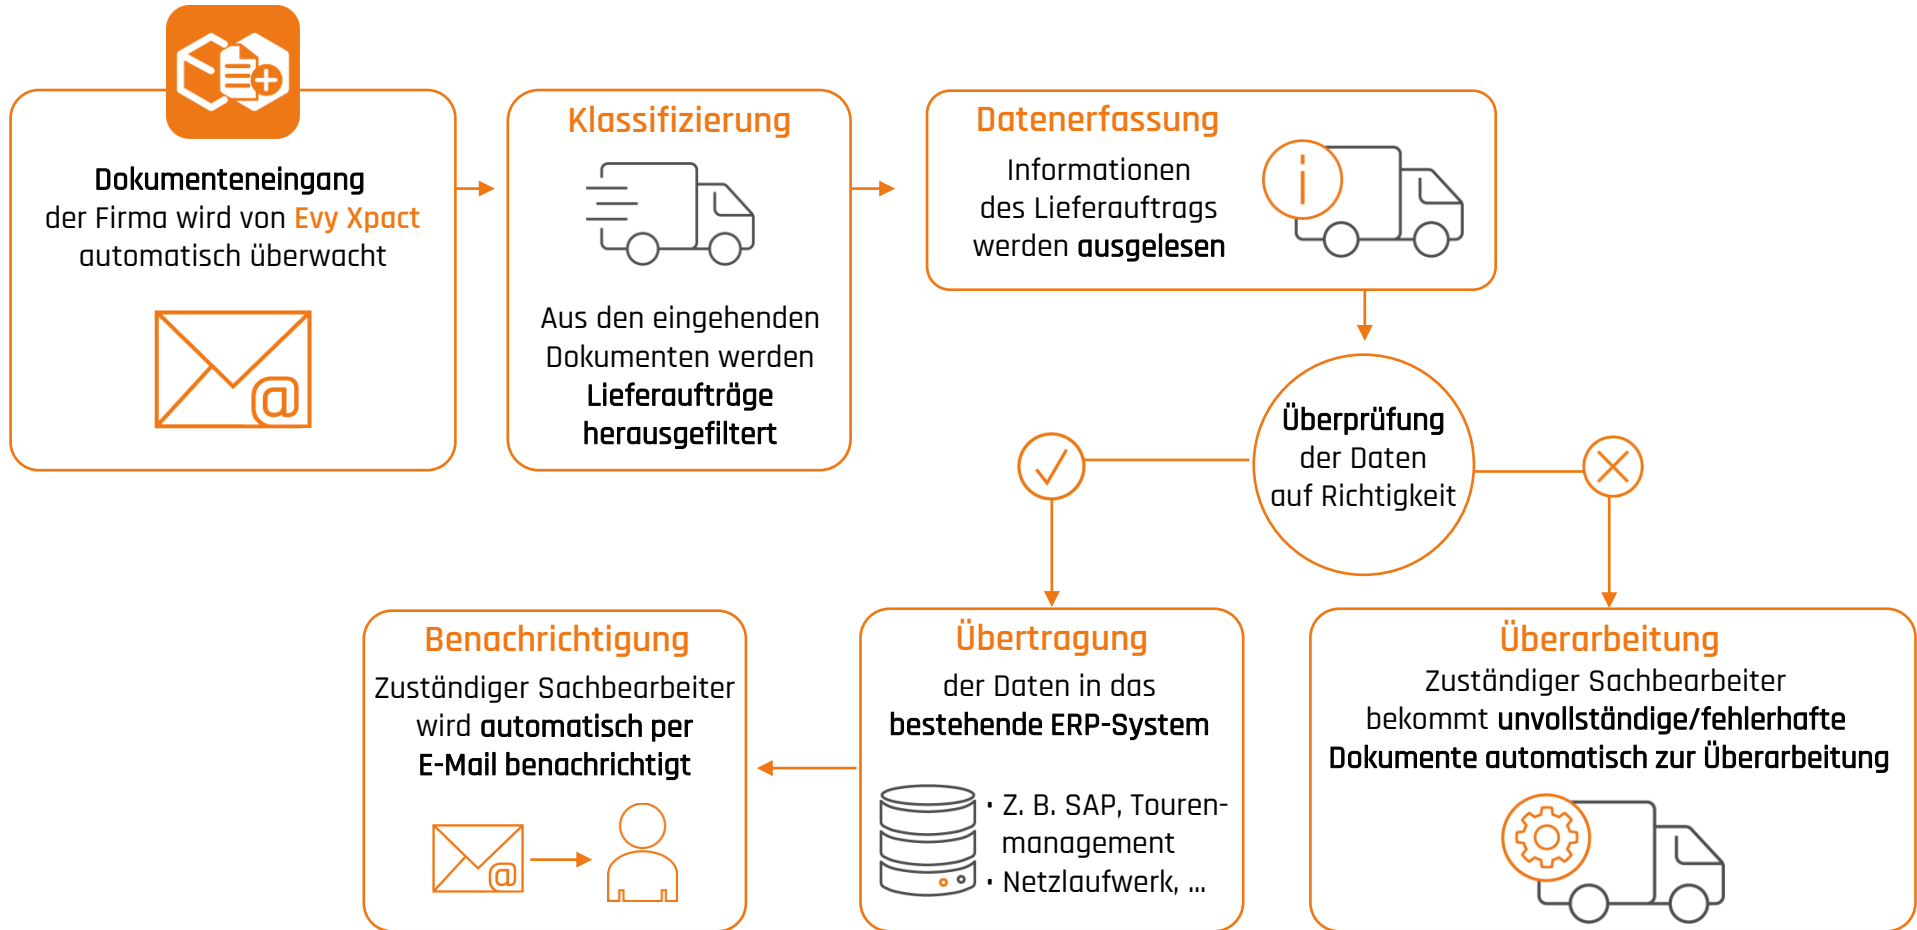 Dokumenteneingang
der Firma wird von Evy Xpact
automatisch überwacht
@
Klassifizierung
Aus den eingehenden
Dokumenten werden
Lieferaufträge
herausgefiltert
Datenerfassung
Informationen
des Lieferauftrags
werden ausgelesen
i
Überprüfung
der Daten
auf Richtigkeit
Benachrichtigung
Zuständiger Sachbearbeiter
wird automatisch per
E-Mail benachrichtigt
@
Übertragung
der Daten in das
bestehende ERP-System
· Z. B. SAP, Touren-
management
· Netzlaufwerk, ...
Überarbeitung
Zuständiger Sachbearbeiter
bekommt unvollständige/fehlerhafte
Dokumente automatisch zur Überarbeitung